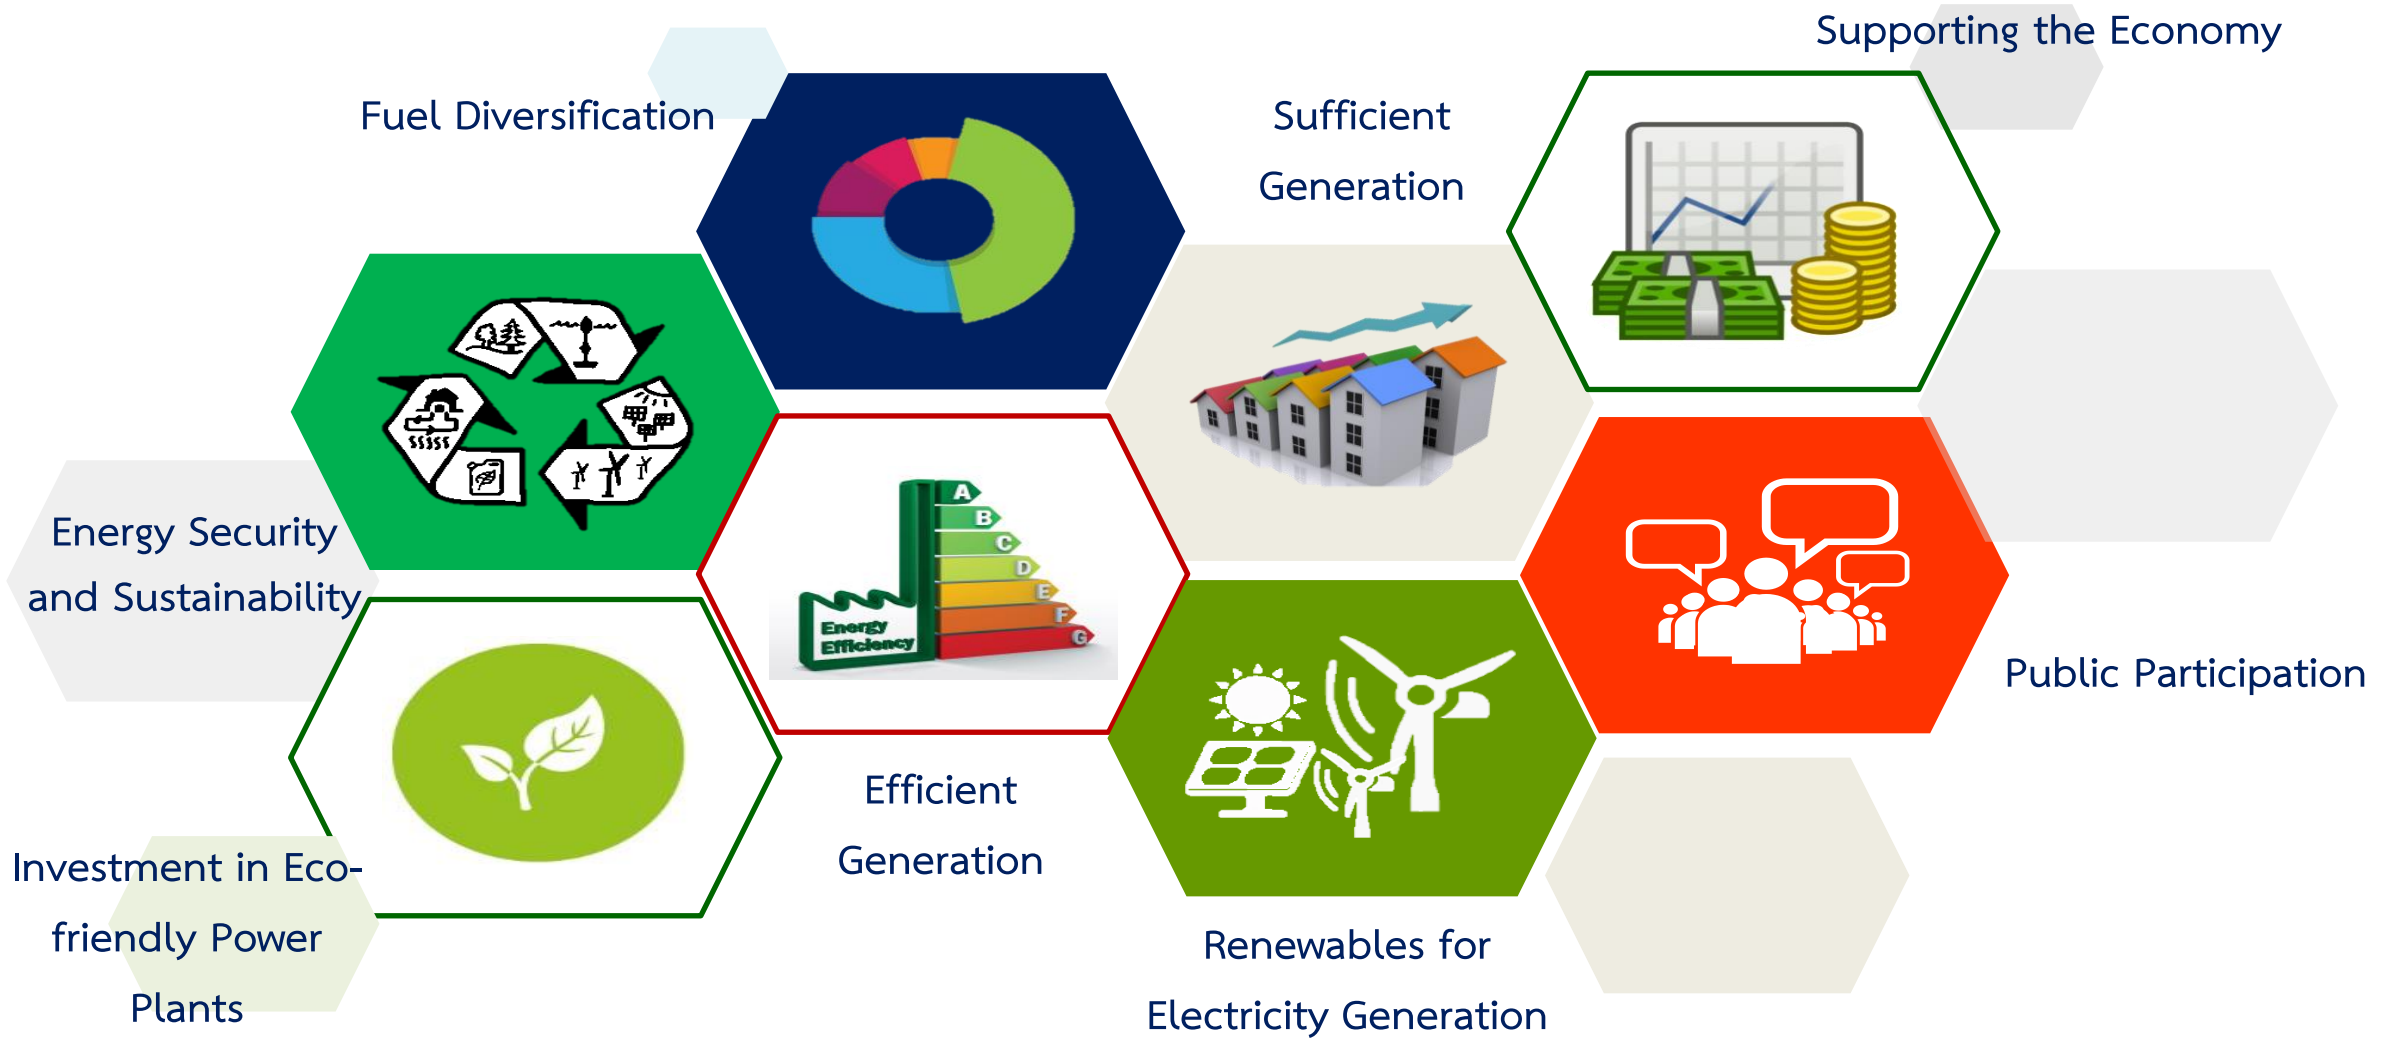 Supporting the Economy
Fuel Diversification
Sufficient
Generation
Energy Security
and Sustainability
A
B
C
D
E
F
G
Energy
Efficiency
Public Participation
Efficient
Generation
Investment in Eco-
friendly Power
Plants
Renewables for
Electricity Generation